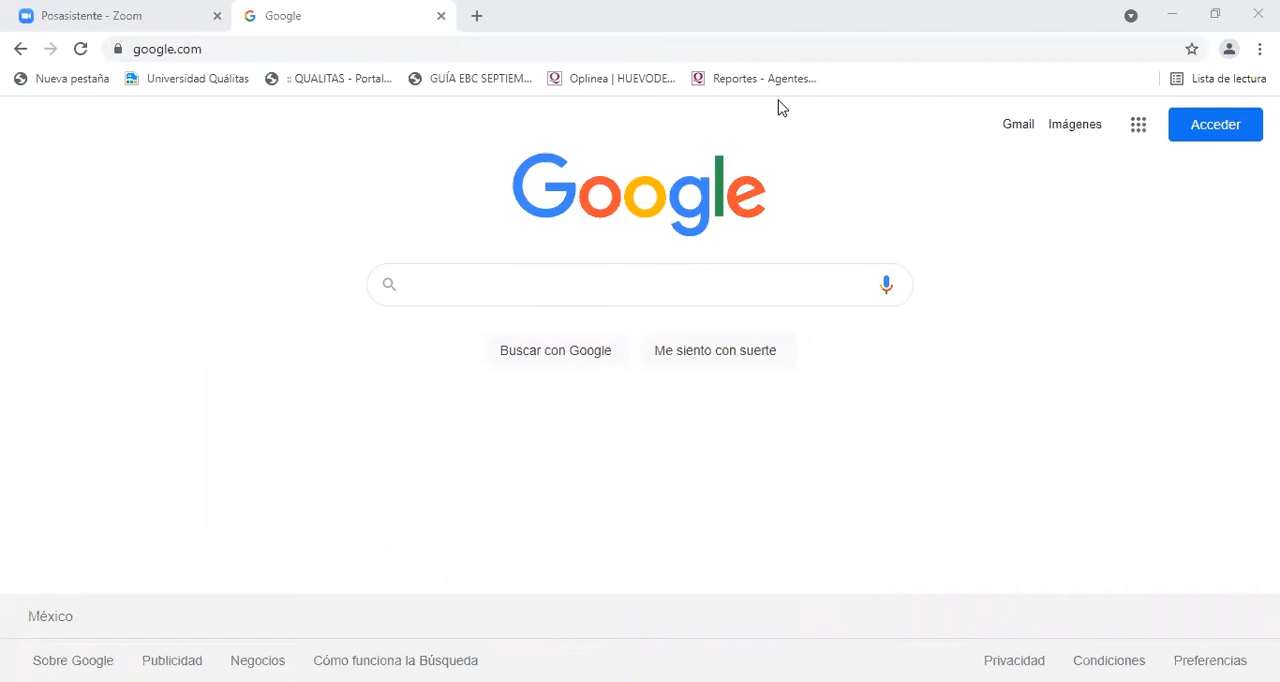 Posasistente - Zoom
Google
google.com
Nueva pestaña
Universidad Quálitas
:: QUALITAS - Portal...
GUÍA EBC SEPTIEM...
Oplinea | HUEVODE...
Reportes - Agentes...
Lista de lectura
Gmail
Imágenes
Acceder
Google
Buscar con Google
Me siento con suerte
México
Sobre Google
Publicidad
Negocios
Cómo funciona la Búsqueda
Privacidad
Condiciones
Preferencias